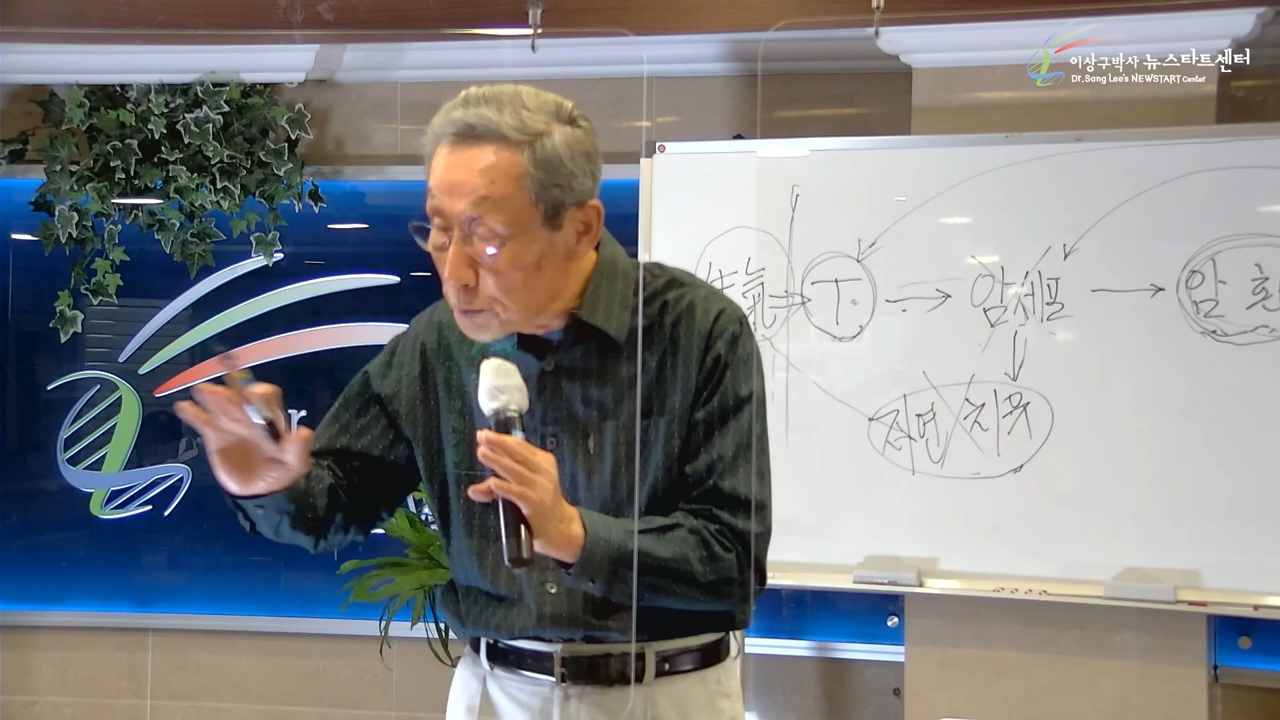 이상구박사 뉴스타트센터
Dr. Sang Lee's NEWSTART Center
生氣 ⇒ T. → 암세포 → 암 환
자연치유
r